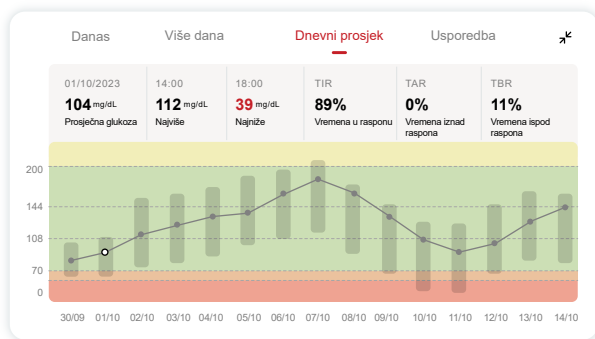 Danas Više dana Dnevni prosjek Usporedba
01/10/2023 14:00 18:00 TIR TAR TBR
104 mg/dL 112 mg/dL 39 mg/dL 89% 0% 11%
Prosječna glukoza Najviše Najniže Vremena u rasponu Vremena iznad raspona Vremena ispod raspona
200
144
108
70
0
30/09 01/10 02/10 03/10 04/10 05/10 06/10 07/10 08/10 09/10 10/10 11/10 12/10 13/10 14/10